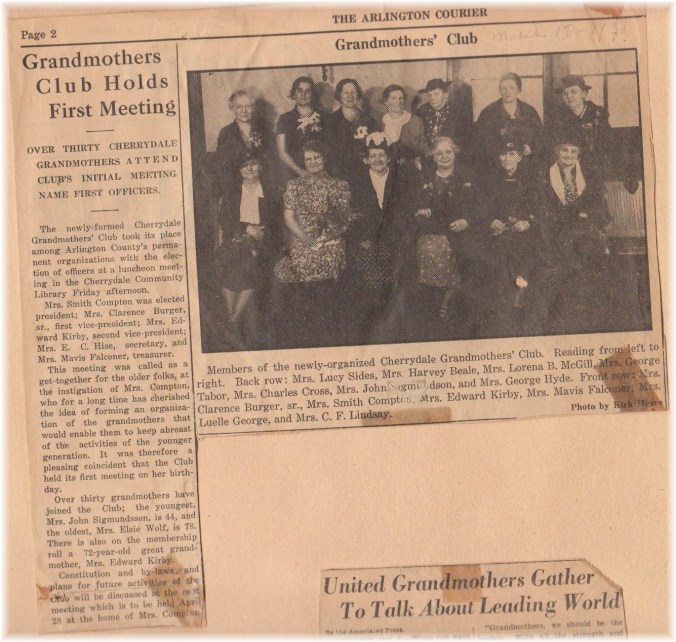 THE ARLINGTON COURIER
Page 2
Grandmothers
Club Holds
First Meeting
OVER THIRTY CHERRYDALE
GRANDMOTHERS ATTEND
CLUB'S INITIAL MEETING
NAME FIRST OFFICERS.
The newly-formed Cherrydale
Grandmothers' Club took its place
among Arlington County's perma-
nent organizations with the elec-
tion of officers at a luncheon meet-
ing in the Cherrydale Community
Library Friday afternoon.
Mrs. Smith Compton was elected
president; Mrs. Clarence Burger,
sr., first vice-president; Mrs. Ed-
ward Kirby, second vice-president;
Mrs. E. C. Hise, secretary, and
Mrs. Mavis Falconer, treasurer.
This meeting was called as a
get-together for the older folks, at
the instigation of Mrs. Compton,
who for a long time has cherished
the idea of forming an organiza-
tion of the grandmothers that
would enable them to keep abreast
of the activities of the younger
generation. It was therefore a
pleasing coincident that the Club
held its first meeting on her birth-
day.
Over thirty grandmothers have
joined the Club; the youngest,
Mrs. John Sigmundsson, is 44, and
the oldest, Mrs. Elsie Wolf, is 78.
There is also on the membership
roll a 72-year-old great grand-
mother, Mrs. Edward Kirby.
Constitution and by-laws and
plans for future activities of the
Club will be discussed at the next
meeting which is to be held April
28 at the home of Mrs. Compton
Grandmothers' Club
March 18-
Members of the newly-organized Cherrydale Grandmothers' Club. Reading from left to
right. Back row: Mrs. Lucy Sides, Mrs. Harvey Beale, Mrs. Lorena B. McGill, Mrs. George
Tabor, Mrs. Charles Cross, Mrs. John dson, and Mrs. George Hyde. Front row: Mrs.
Clarence Burger, sr., Mrs. Smith Compton, Mrs. Edward Kirby, Mrs. Mavis Falconer, Mrs.
Luelle George, and Mrs. C. F. Lindsay.
Photo by Kirk
United Grandmothers Gather
To Talk About Leading World
By the Associated Press.
"Grandmothers, we should be the